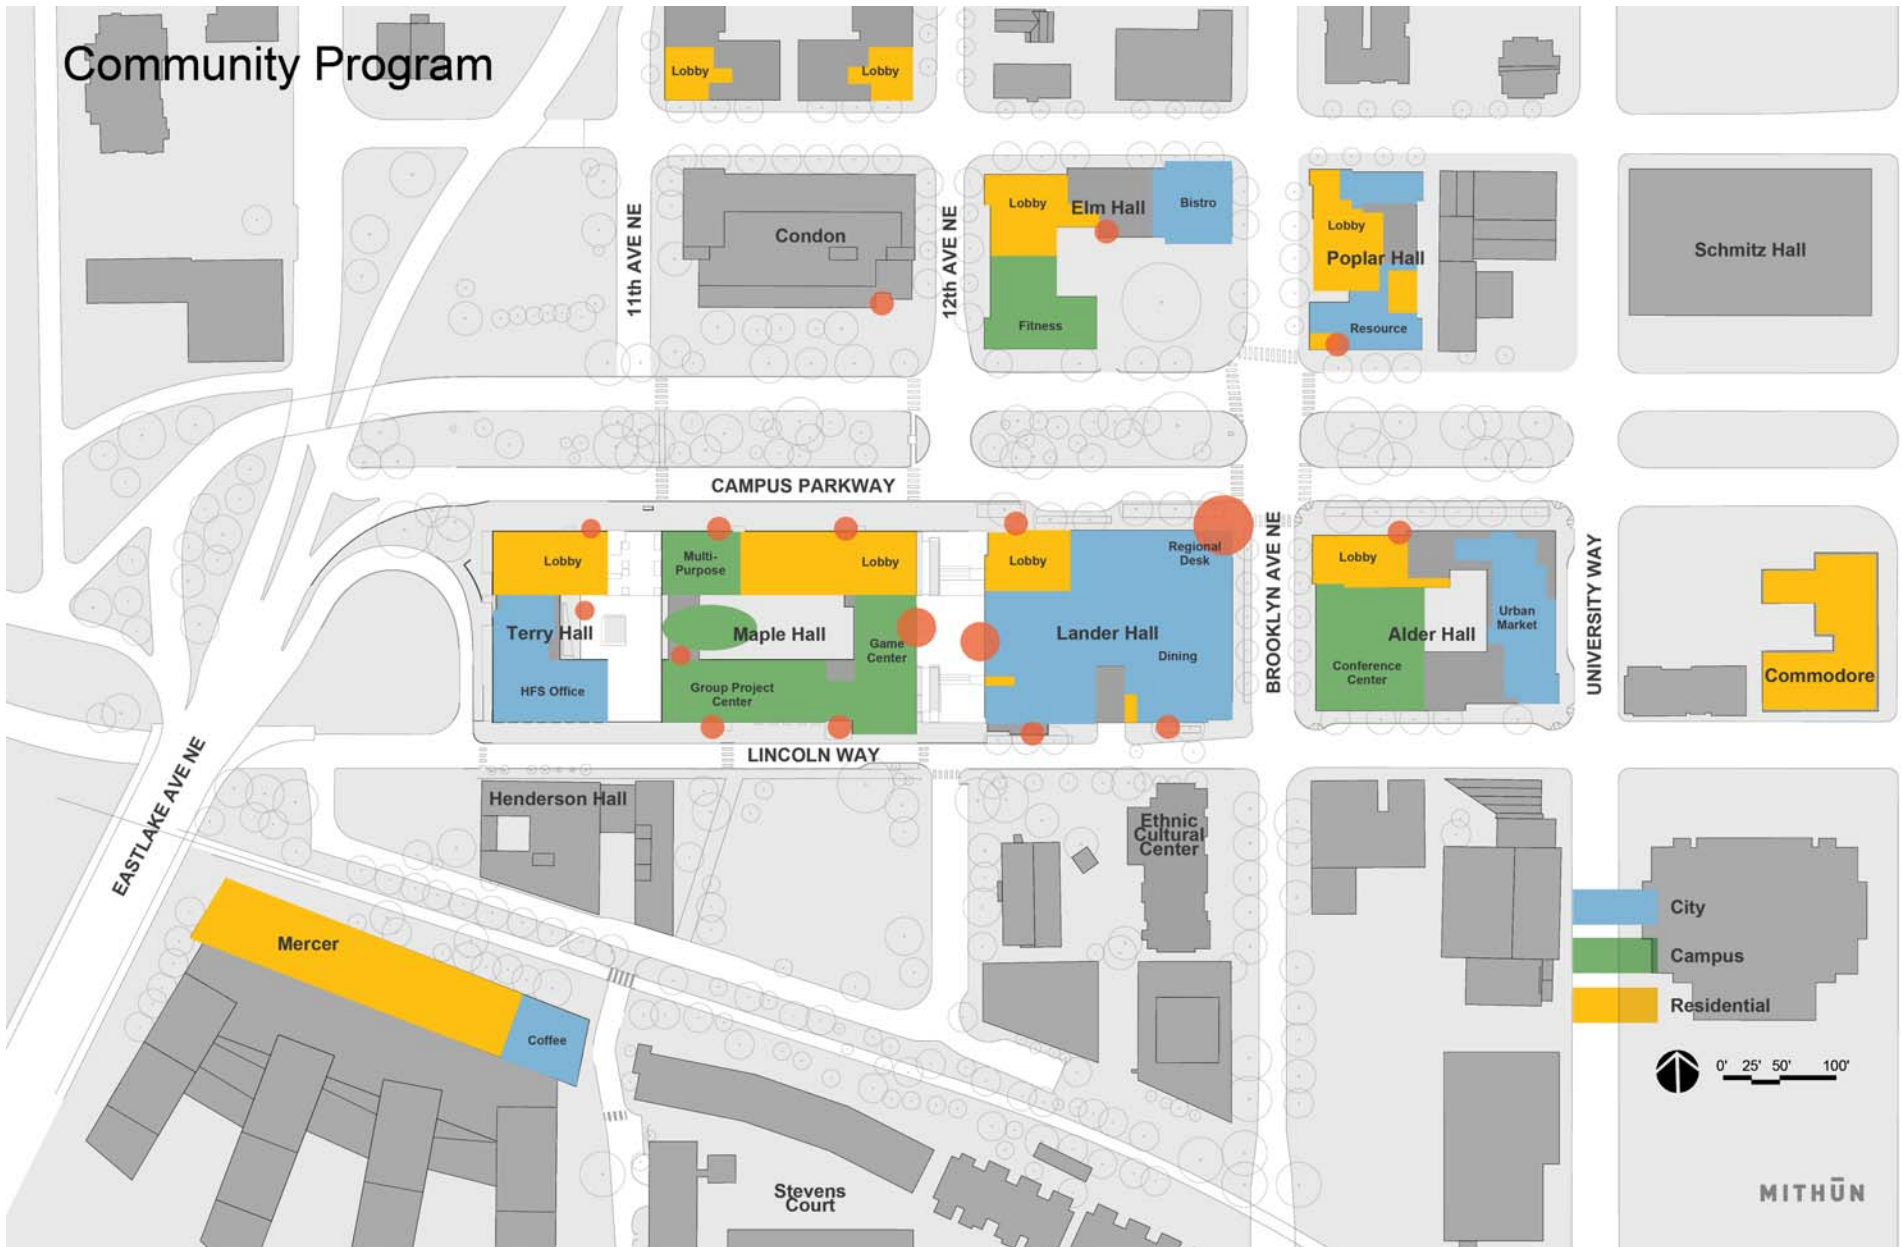 Community Program
Lobby
Lobby
11th AVE NE
Condon
12th AVE NE
Lobby
Elm Hall
Bistro
Fitness
Lobby
Poplar Hall
Resource
Schmitz Hall
CAMPUS PARKWAY
Lobby
Terry Hall
HFS Office
Multi-
Purpose
Lobby
Maple Hall
Game
Center
Group Project
Center
Lobby
Regional
Desk
Lander Hall
Dining
BROOKLYN AVE NE
Lobby
Urban
Market
Alder Hall
Conference
Center
UNIVERSITY WAY
Commodore
LINCOLN WAY
EASTLAKE AVE NE
Henderson Hall
Ethnic
Cultural
Center
Mercer
Coffee
Stevens
Court
City
Campus
Residential
0' 25' 50' 100'
MITHŪN